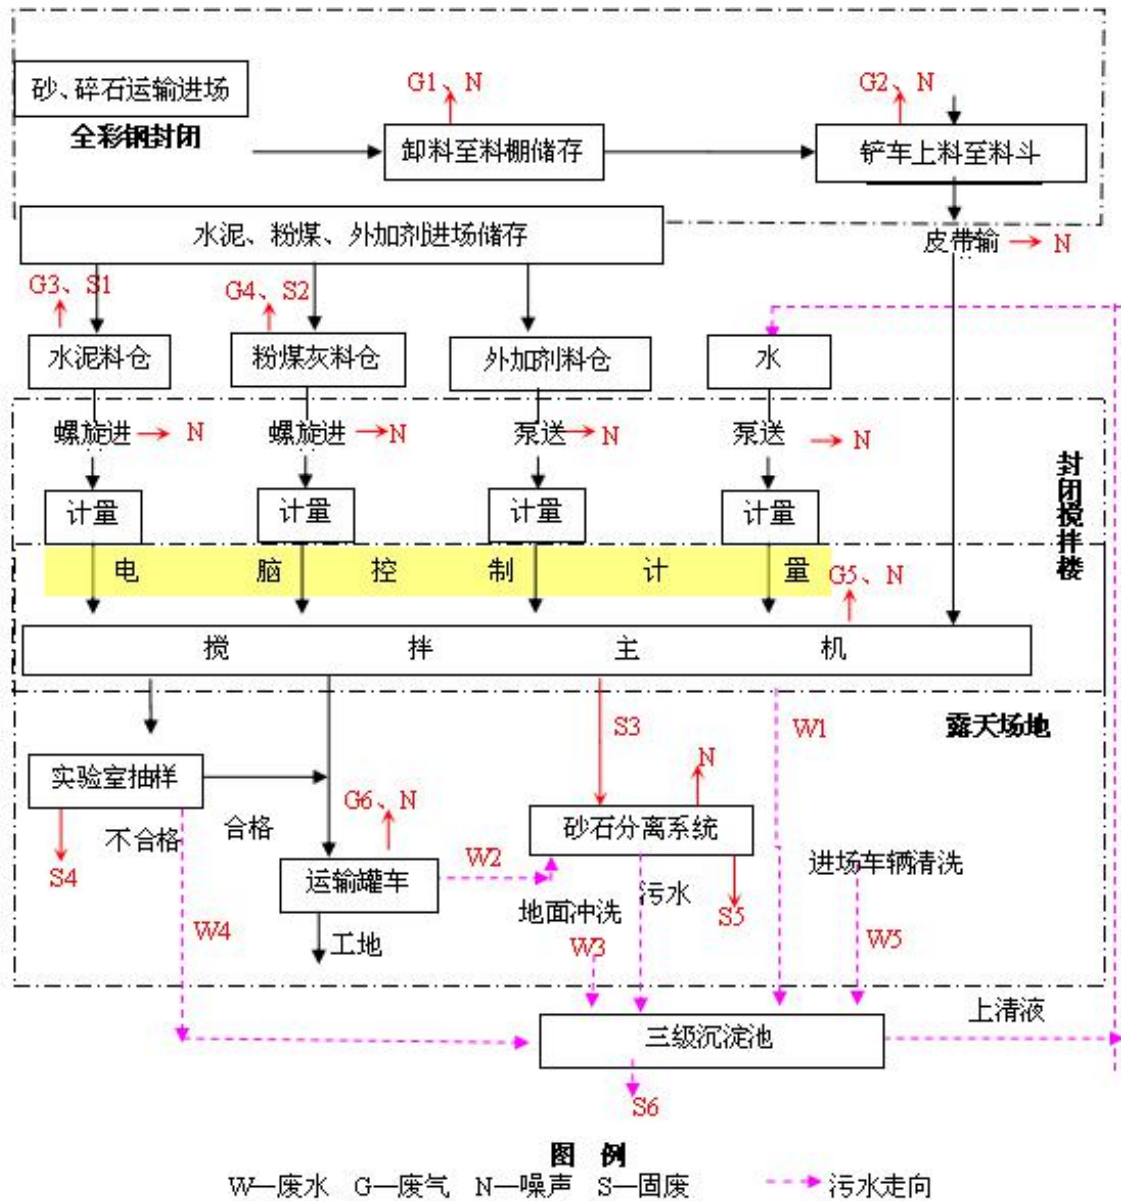 砂、碎石运输进场
G1、N
G2、N
全彩钢封闭
卸料至料棚储存
铲车上料至料斗
水泥、粉煤、外加剂进场储存
皮带输
N
G3、S1
G4、S2
水泥料仓
粉煤灰料仓
外加剂料仓
水
螺旋进
N
螺旋进
N
泵送
N
泵送
N
封闭搅拌楼
计量
计量
计量
计量
电 脑 控 制 计 量
G5、N
搅 拌 主 机
露天场地
S3
W1
N
实验室抽样
G6、N
砂石分离系统
不合格
合格
S4
运输罐车
W2
污水
进场车辆清洗
地面冲洗
S5
W4
工地
W3
W5
上清液
三级沉淀池
S6
图 例
W—废水 G—废气 N—噪声 S—固废 污水走向